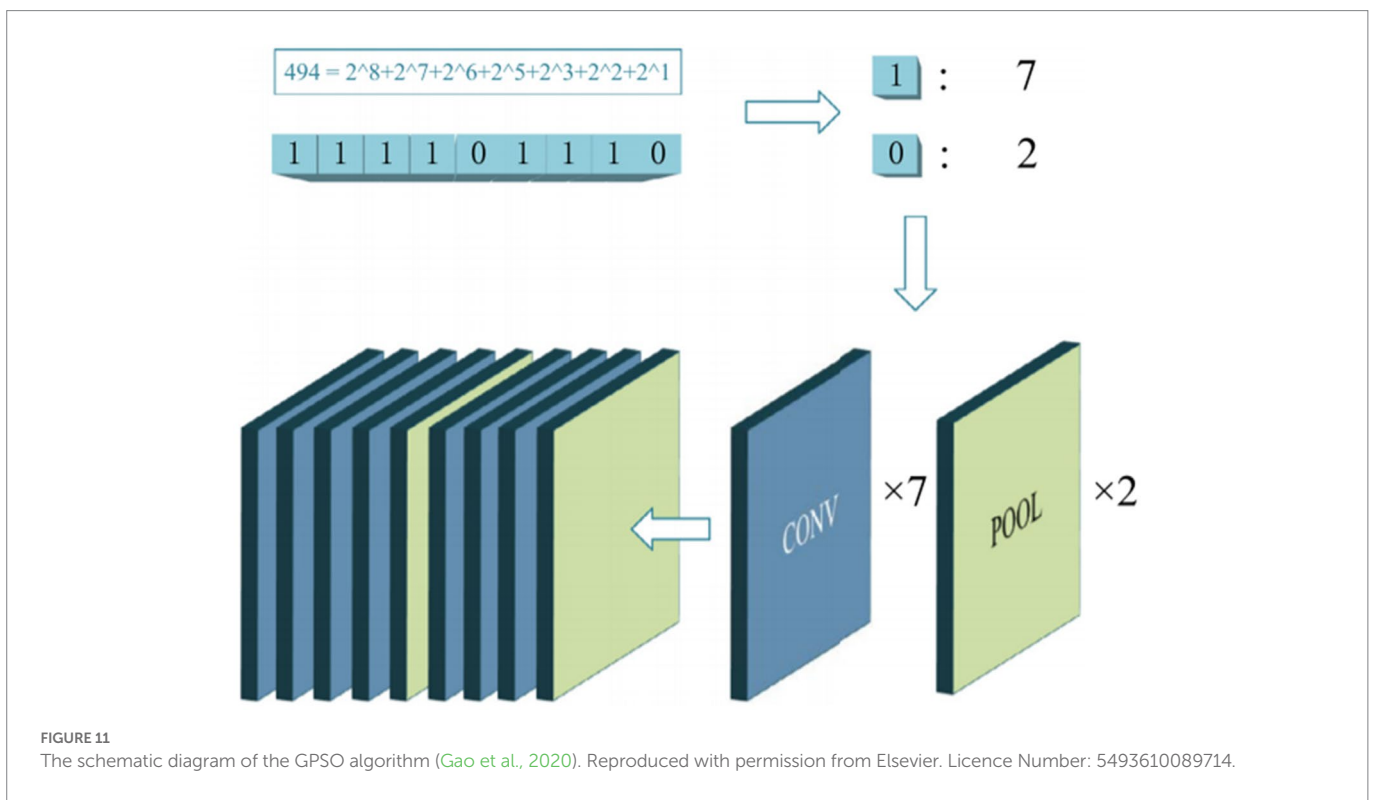 494 = 2^8+2^7+2^6+2^5+2^3+2^2+2^1
1 : 7
1 1 1 1 0 1 1 1 0
0 : 2
CONV
×7
POOL
×2
FIGURE 11
The schematic diagram of the GPSO algorithm (Gao et al., 2020). Reproduced with permission from Elsevier. Licence Number: 5493610089714.